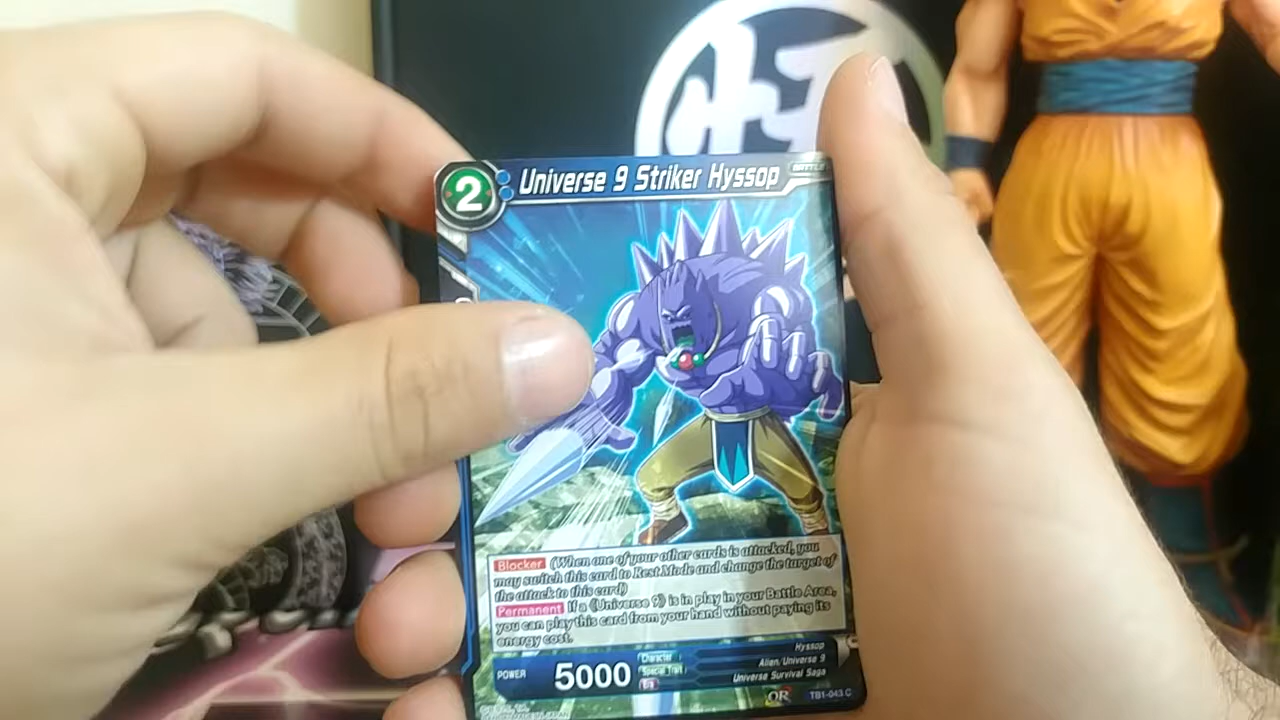 2
Universe 9 Striker Hyssop
BATTLE
Blocker (When one of your other cards is attacked, you
may switch this card to Rest Mode and change the target of
the attack to this card)
Permanent If a 《Universe 9》 is in play in your Battle Area,
you can play this card from your hand without paying its
energy cost.
POWER 5000
Character Hyssop
Special Trait Alien/Universe 9
Era Universe Survival Saga
TB1-043 C